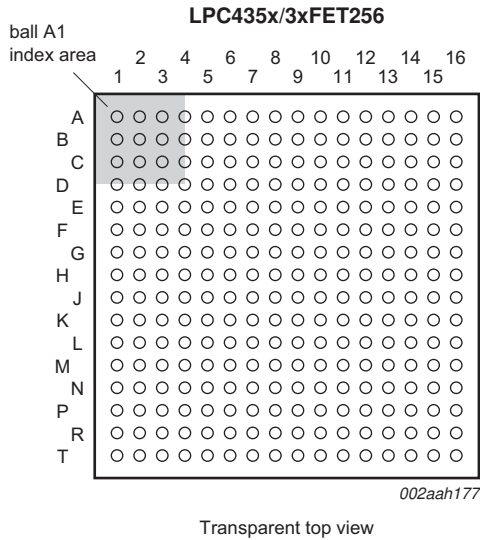 LPC435x/3xFET256
ball A1
index area
2 4 6 8 10 12 14 16
1 3 5 7 9 11 13 15
A
B
C
D
E
F
G
H
J
K
L
M
N
P
R
T
002aah177
Transparent top view